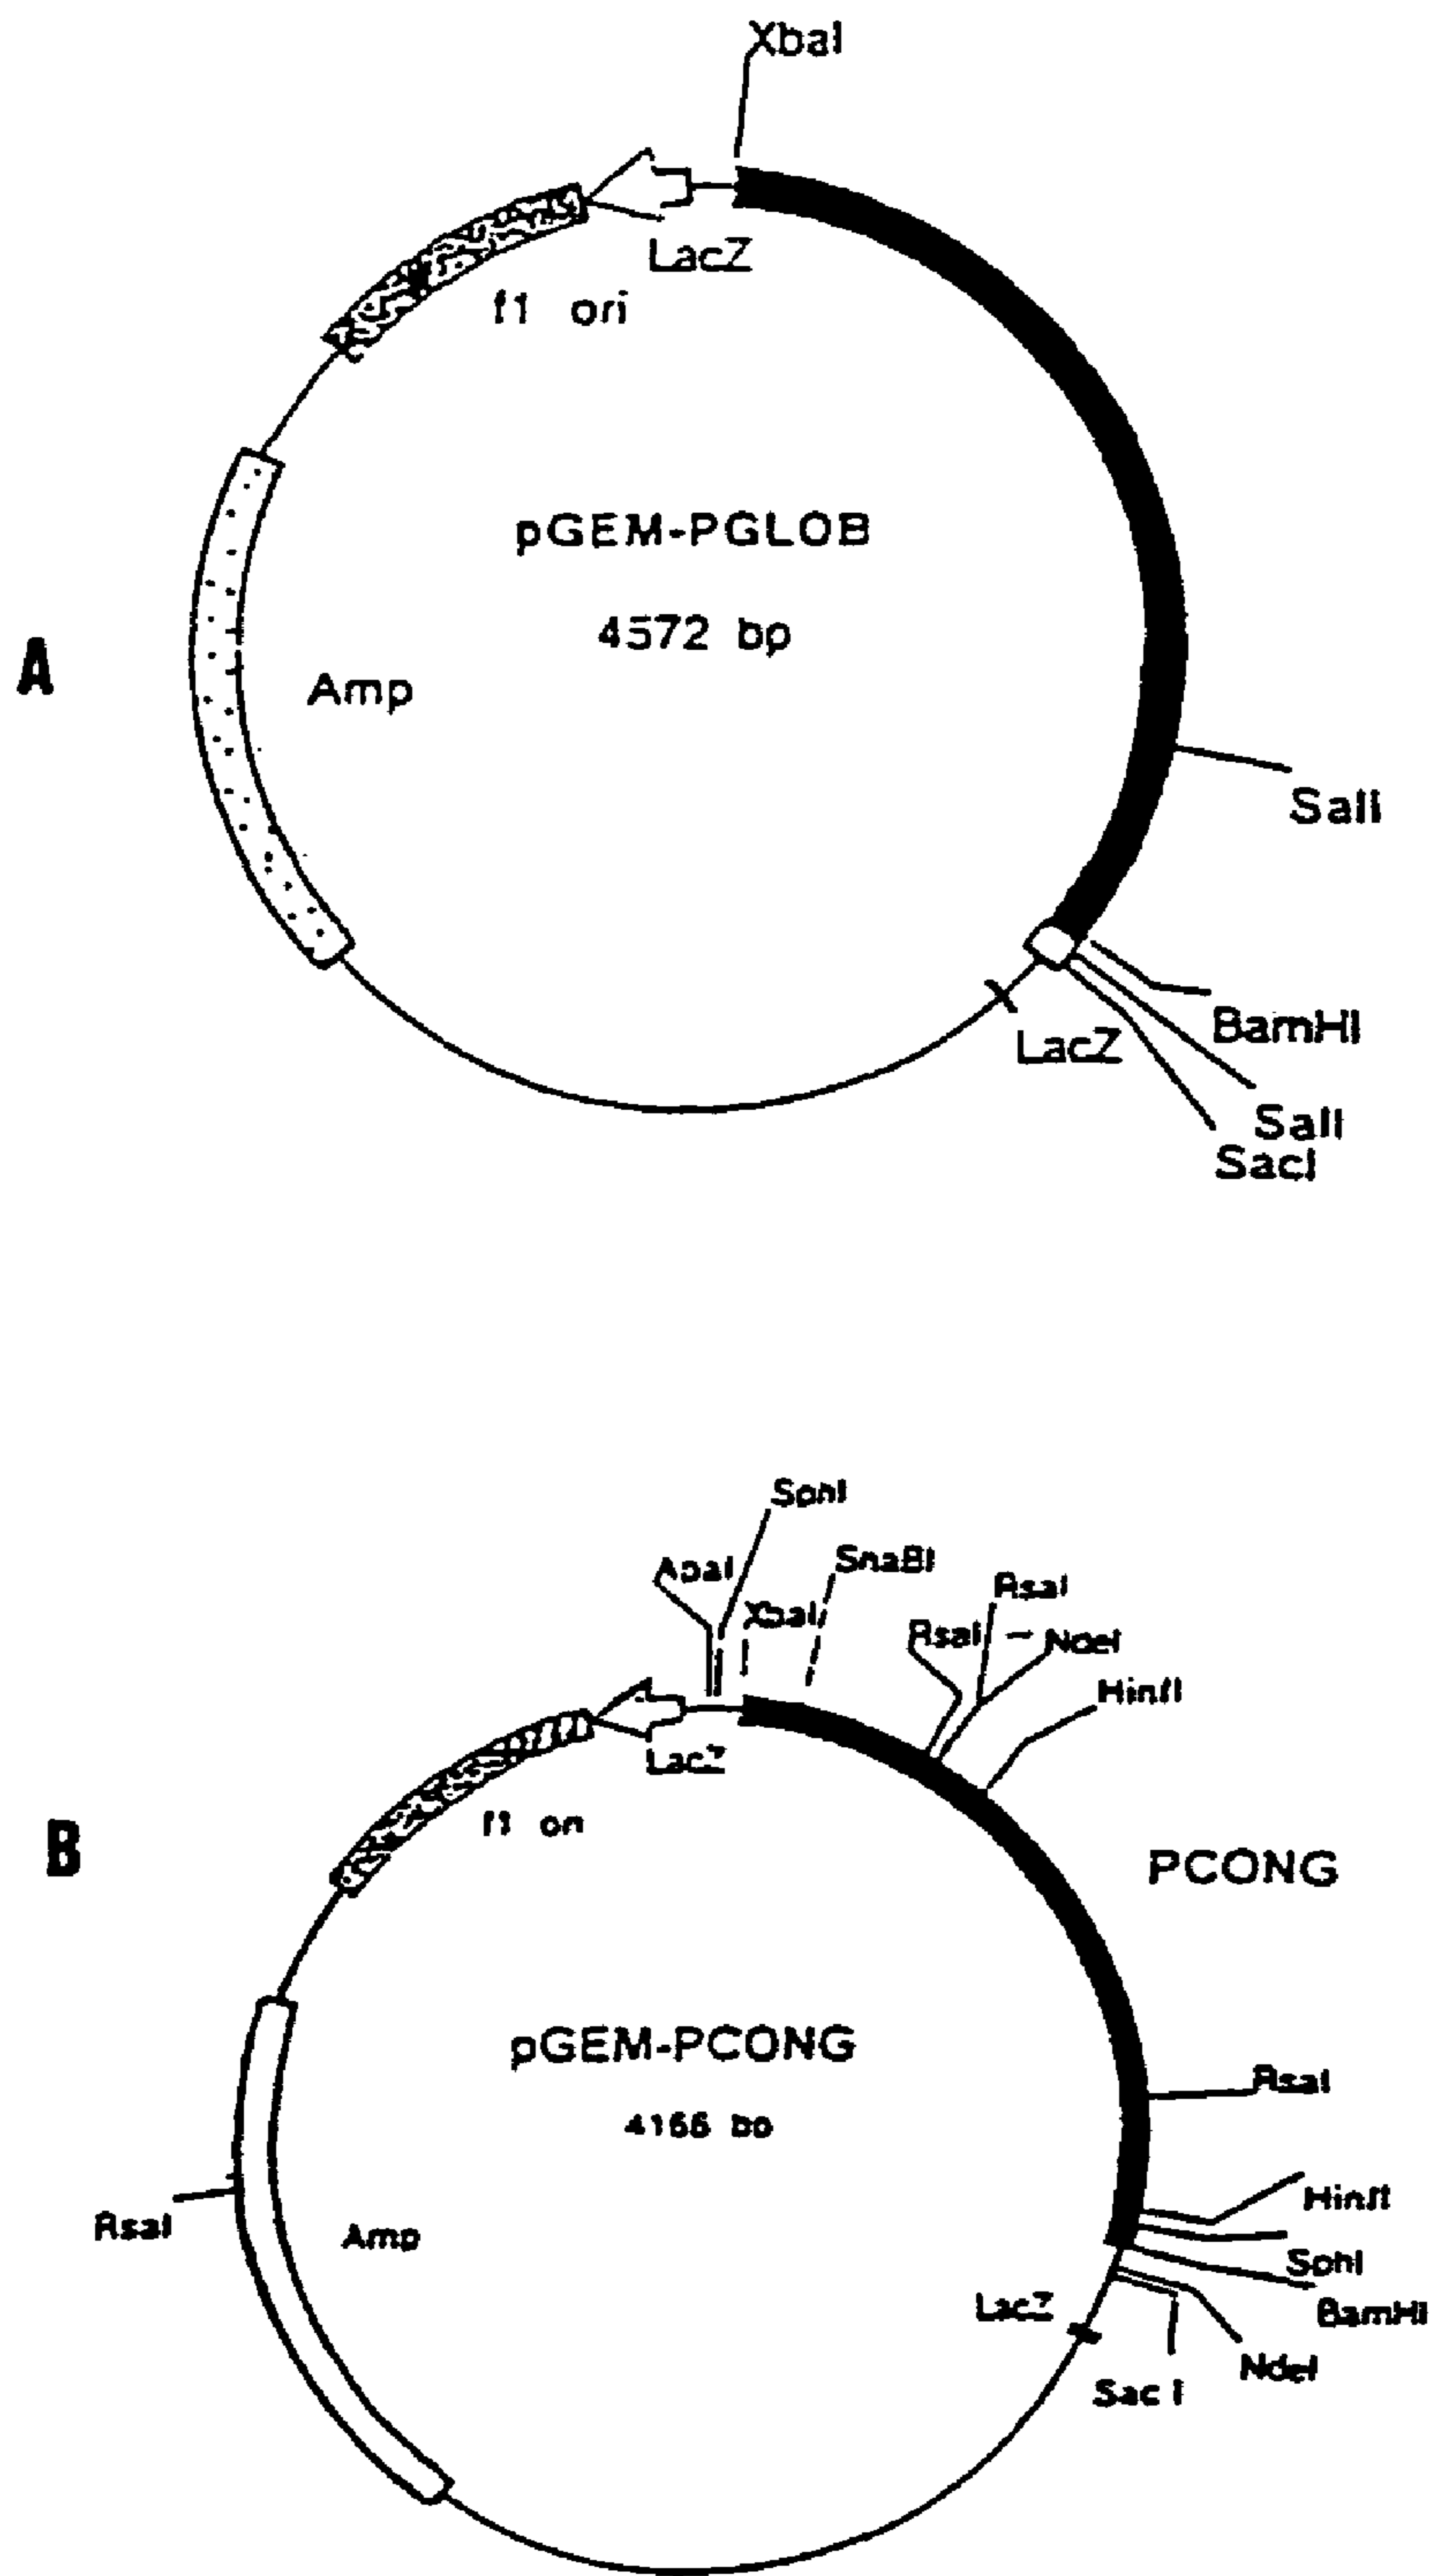 XbaI
LacZ
f1 ori
pGEM-PGLOB
4572 bp
A
Amp
SalI
BamHI
LacZ
SalI
SacI
SphI
ApaI
SnaBI
XbaI
RsaI
RsaI
NdeI
HinfI
LacZ
f1 ori
B
PCONG
pGEM-PCONG
4166 bp
RsaI
RsaI
Amp
HinfI
SphI
BamHI
LacZ
NdeI
Sac I